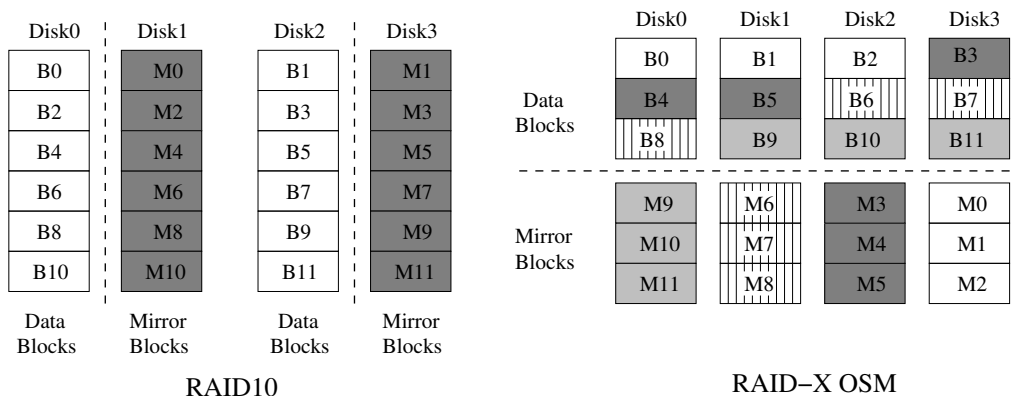 Disk0 Disk1 Disk2 Disk3
B0 M0 B1 M1
B2 M2 B3 M3
B4 M4 B5 M5
B6 M6 B7 M7
B8 M8 B9 M9
B10 M10 B11 M11
Data Mirror Data Mirror
Blocks Blocks Blocks Blocks
RAID10
Disk0 Disk1 Disk2 Disk3
B0 B1 B2 B3
Data
Blocks
B4 B5 B6 B7
B8 B9 B10 B11
Mirror
Blocks
M9 M6 M3 M0
M10 M7 M4 M1
M11 M8 M5 M2
RAID−X OSM